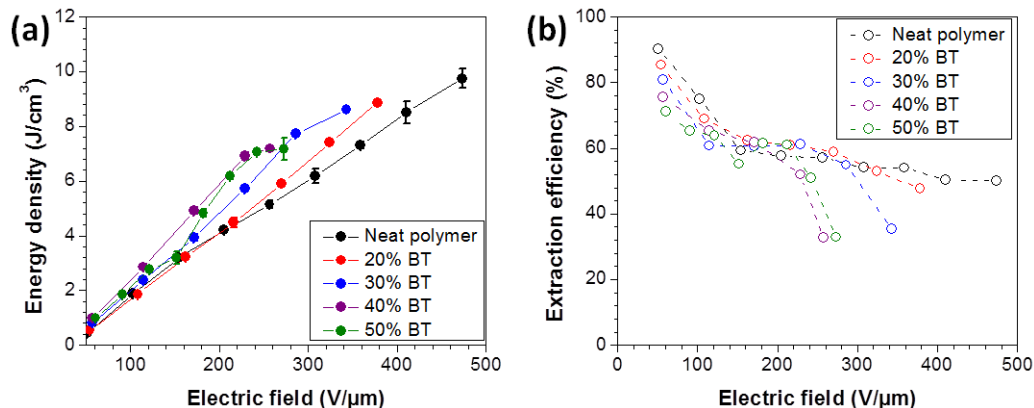 (a)
Energy density (J/cm³)
12
10
8
6
4
2
0
100 200 300 400 500
Electric field (V/µm)
Neat polymer
20% BT
30% BT
40% BT
50% BT
(b)
Extraction efficiency (%)
100
80
60
40
20
0
0 100 200 300 400 500
Electric field (V/µm)
Neat polymer
20% BT
30% BT
40% BT
50% BT